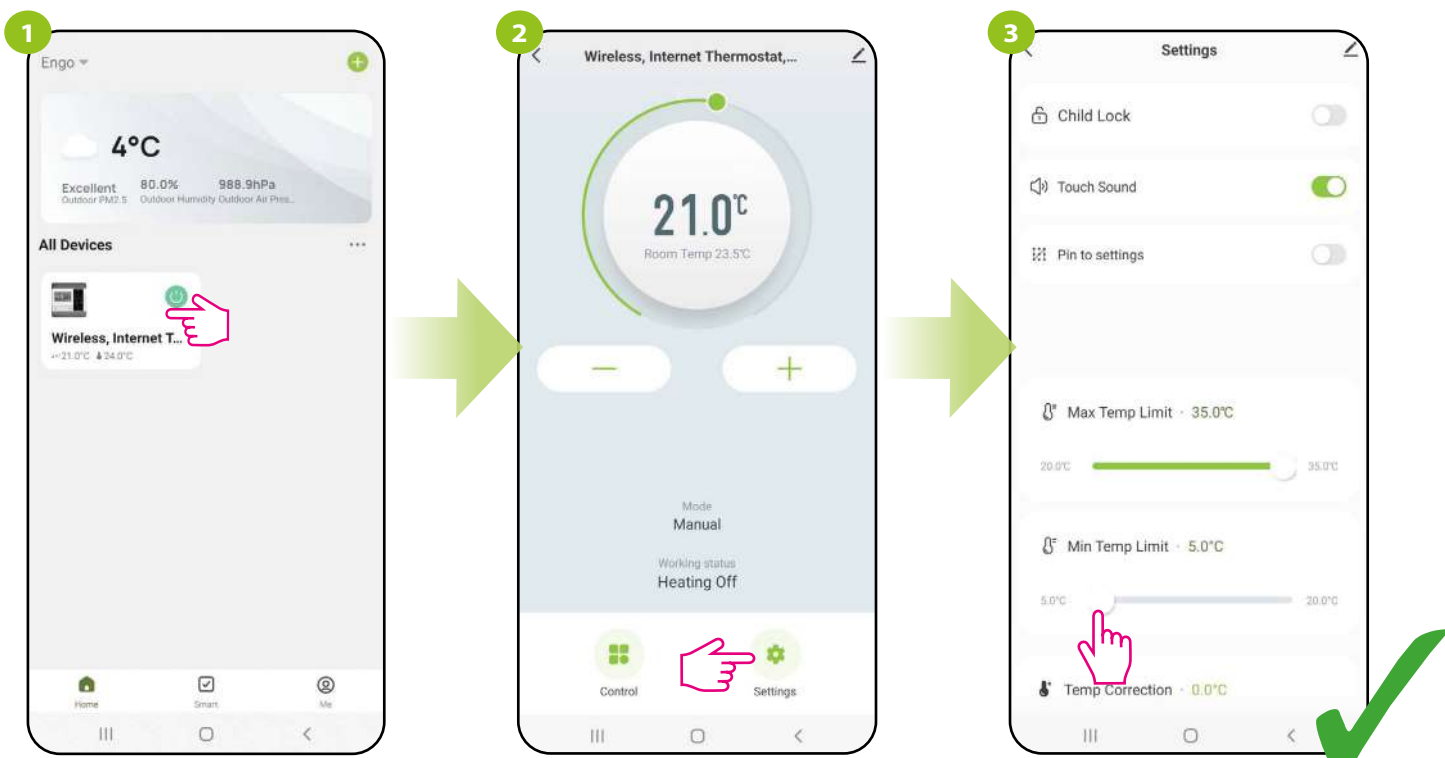 1
Engo
4°C
Excellent 80.0% 988.9hPa
Outdoor PM2.5 Outdoor Humidity Outdoor Air Pres...
All Devices
Wireless, Internet T...
21.0°C 24.0°C
Home Smart Me
2
Wireless, Internet Thermostat,...
21.0°C
Room Temp 23.5°C
− +
Mode
Manual
Working status
Heating Off
Control Settings
3
Settings
Child Lock
Touch Sound
Pin to settings
Max Temp Limit · 35.0°C
20.0°C 35.0°C
Min Temp Limit · 5.0°C
5.0°C 20.0°C
Temp Correction · 0.0°C